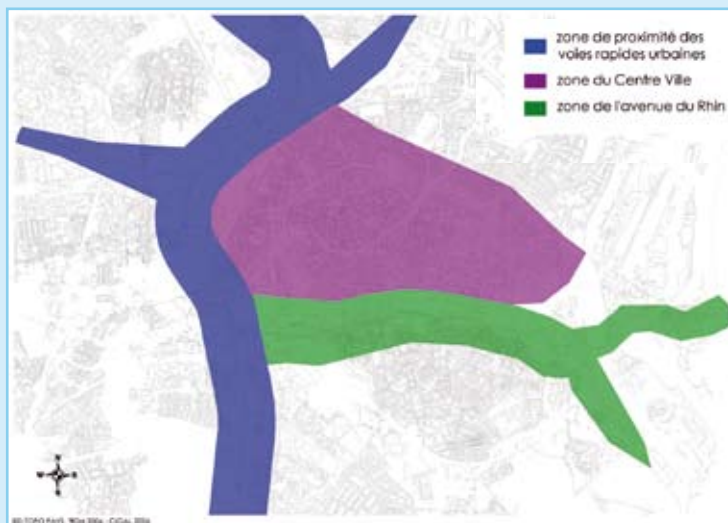 zone de proximité des
voies rapides urbaines
zone du Centre Ville
zone de l'avenue du Rhin
N
S